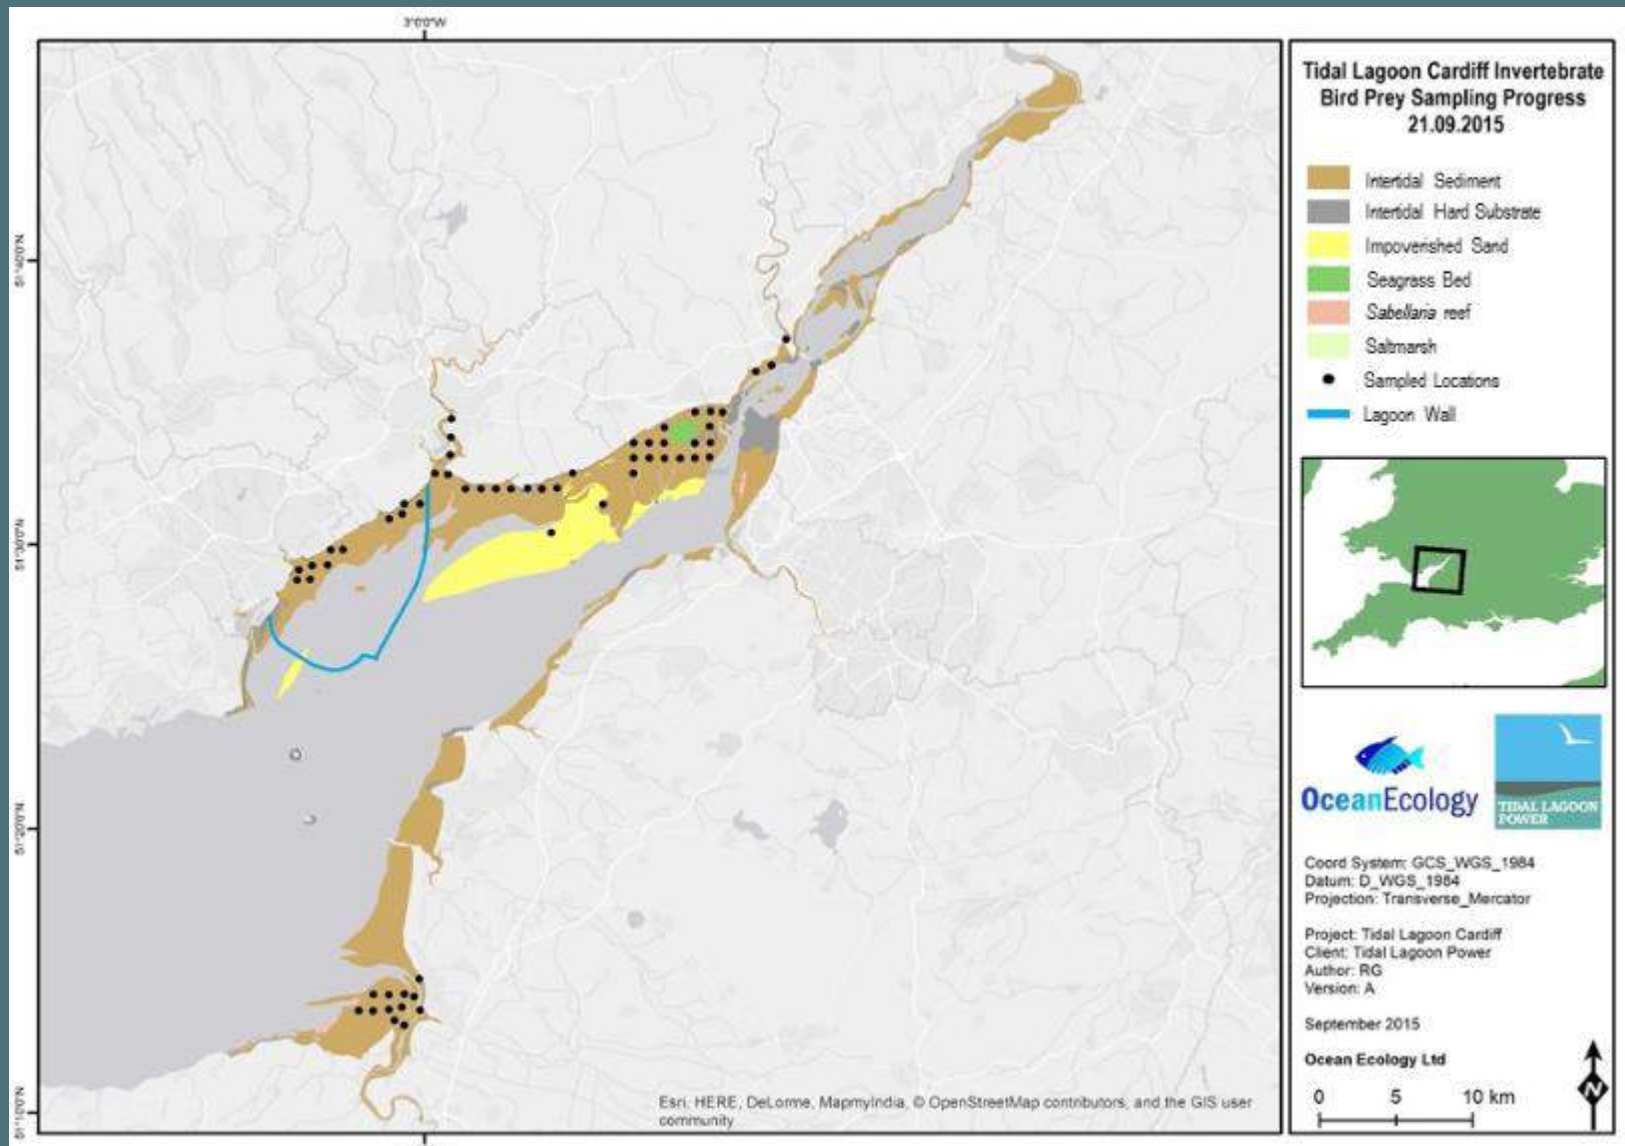 3°0'0"W
51°40'0"N
51°30'0"N
51°20'0"N
51°10'0"N
Esri, HERE, DeLorme, MapmyIndia, © OpenStreetMap contributors, and the GIS user
community
Tidal Lagoon Cardiff Invertebrate
Bird Prey Sampling Progress
21.09.2015
Intertidal Sediment
Intertidal Hard Substrate
Impoverished Sand
Seagrass Bed
Sabellaria reef
Saltmarsh
Sampled Locations
Lagoon Wall
OceanEcology
TIDAL LAGOON
POWER
Coord System: GCS_WGS_1984
Datum: D_WGS_1984
Projection: Transverse_Mercator
Project: Tidal Lagoon Cardiff
Client: Tidal Lagoon Power
Author: RG
Version: A
September 2015
Ocean Ecology Ltd
0 5 10 km
N